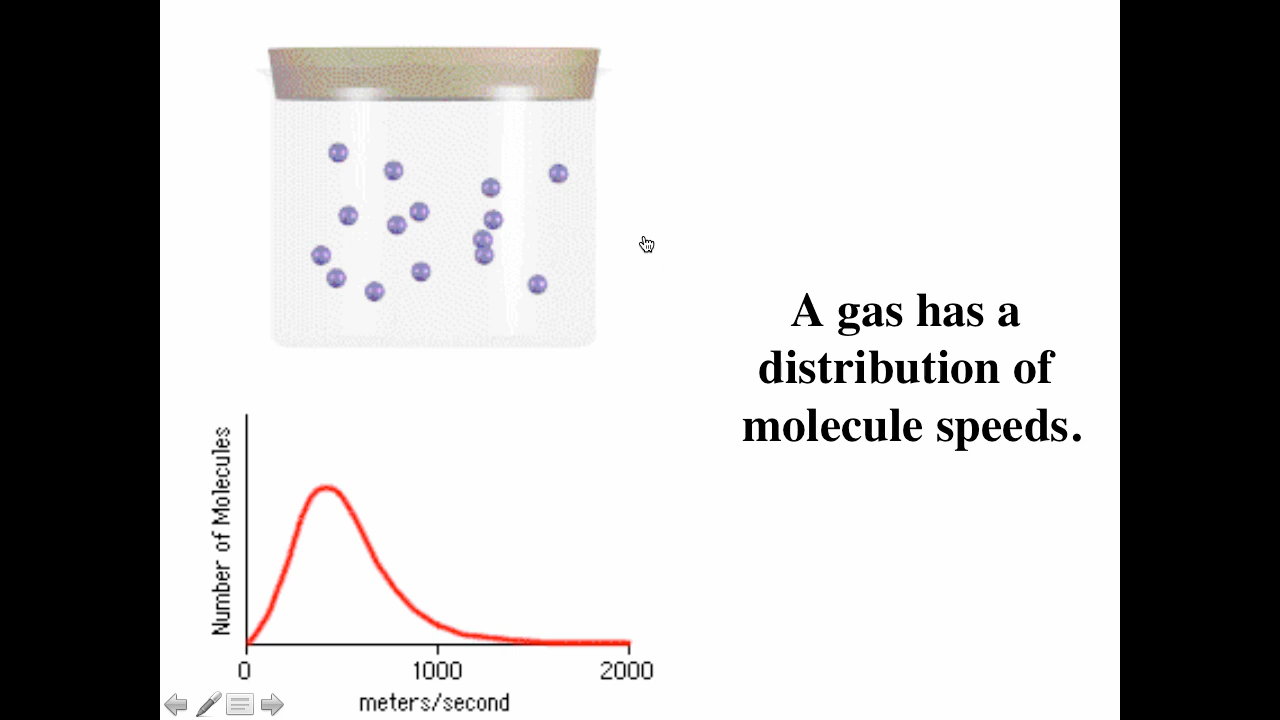 A gas has a
distribution of
molecule speeds.
Number of Molecules
0 1000 2000
meters/second